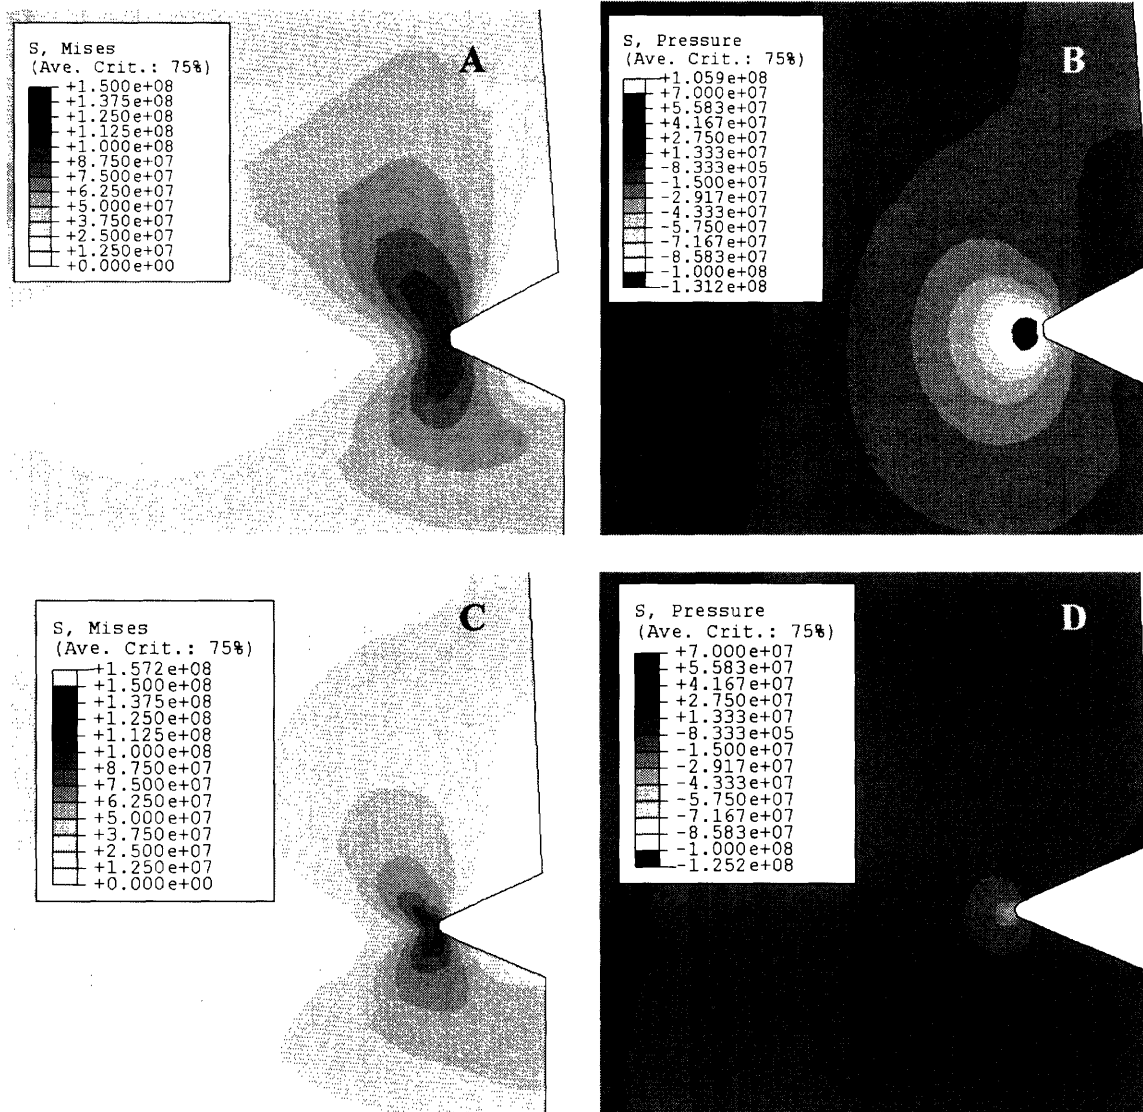 S, Mises
(Ave. Crit.: 75%)
+1.500e+08
+1.375e+08
+1.250e+08
+1.125e+08
+1.000e+08
+8.750e+07
+7.500e+07
+6.250e+07
+5.000e+07
+3.750e+07
+2.500e+07
+1.250e+07
+0.000e+00
A
S, Pressure
(Ave. Crit.: 75%)
+1.059e+08
+7.000e+07
+5.583e+07
+4.167e+07
+2.750e+07
+1.333e+07
-8.333e+05
-1.500e+07
-2.917e+07
-4.333e+07
-5.750e+07
-7.167e+07
-8.583e+07
-1.000e+08
-1.312e+08
B
S, Mises
(Ave. Crit.: 75%)
+1.572e+08
+1.500e+08
+1.375e+08
+1.250e+08
+1.125e+08
+1.000e+08
+8.750e+07
+7.500e+07
+6.250e+07
+5.000e+07
+3.750e+07
+2.500e+07
+1.250e+07
+0.000e+00
C
S, Pressure
(Ave. Crit.: 75%)
+7.000e+07
+5.583e+07
+4.167e+07
+2.750e+07
+1.333e+07
-8.333e+05
-1.500e+07
-2.917e+07
-4.333e+07
-5.750e+07
-7.167e+07
-8.583e+07
-1.000e+08
-1.252e+08
D